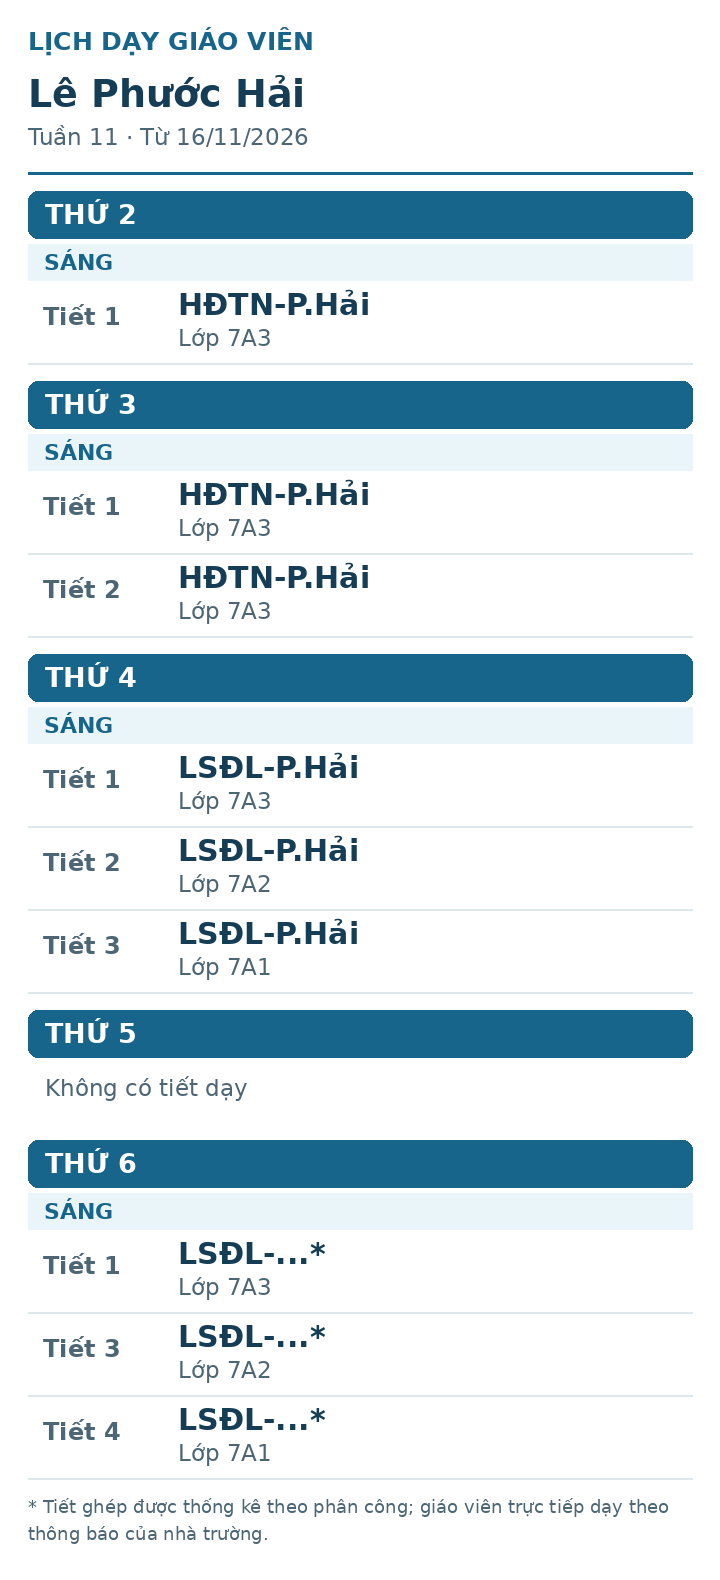 LỊCH DẠY GIÁO VIÊN
Lê Phước Hải
Tuần 11 · Từ 16/11/2026
THỨ 2
SÁNG
Tiết 1
HĐTN-P.Hải
Lớp 7A3
THỨ 3
SÁNG
Tiết 1
HĐTN-P.Hải
Lớp 7A3
Tiết 2
HĐTN-P.Hải
Lớp 7A3
THỨ 4
SÁNG
Tiết 1
LSĐL-P.Hải
Lớp 7A3
Tiết 2
LSĐL-P.Hải
Lớp 7A2
Tiết 3
LSĐL-P.Hải
Lớp 7A1
THỨ 5
Không có tiết dạy
THỨ 6
SÁNG
Tiết 1
LSĐL-...*
Lớp 7A3
Tiết 3
LSĐL-...*
Lớp 7A2
Tiết 4
LSĐL-...*
Lớp 7A1
* Tiết ghép được thống kê theo phân công; giáo viên trực tiếp dạy theo
thông báo của nhà trường.